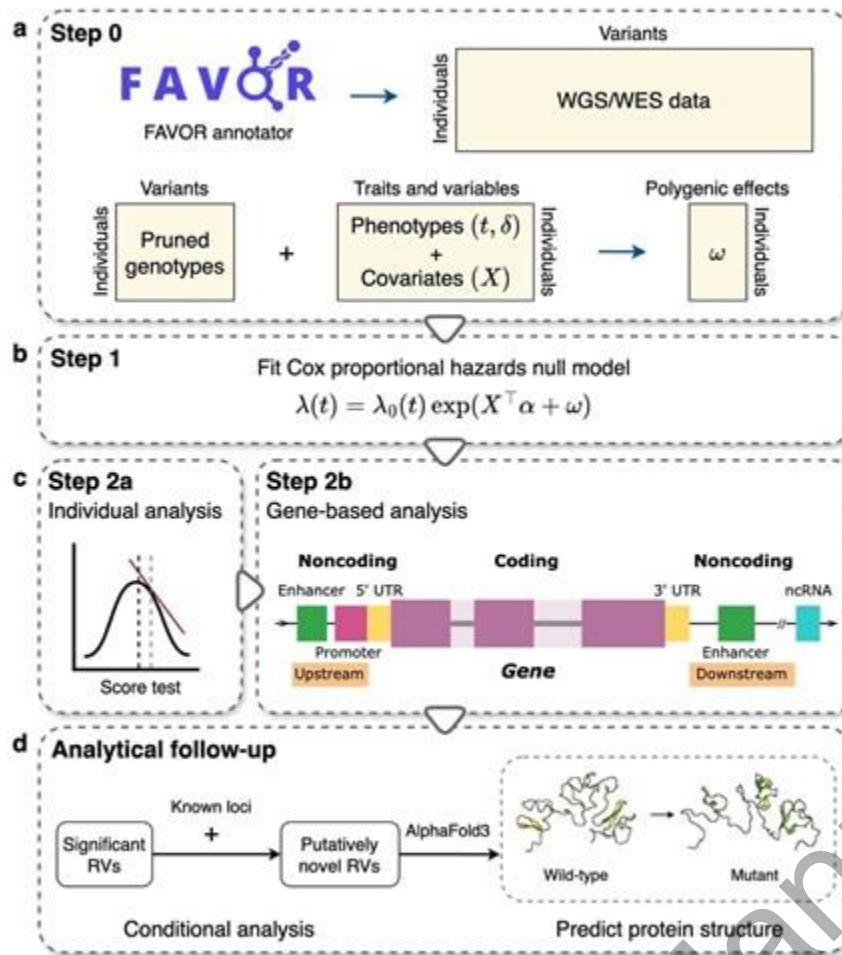 a
Step 0
FAVOR
FAVOR annotator
Variants
Individuals
WGS/WES data
Variants
Individuals
Pruned
genotypes
+
Traits and variables
Phenotypes (t, δ)
+
Covariates (X)
Individuals
Polygenic effects
ω
Individuals
b
Step 1
Fit Cox proportional hazards null model
λ(t) = λ₀(t) exp(X⊤α + ω)
c
Step 2a
Individual analysis
Score test
Step 2b
Gene-based analysis
Noncoding
Coding
Noncoding
Enhancer
5' UTR
3' UTR
ncRNA
Promoter
Enhancer
Upstream
Gene
Downstream
d
Analytical follow-up
Significant
RVs
Known loci
+
Putatively
novel RVs
AlphaFold3
Wild-type
Mutant
Conditional analysis
Predict protein structure